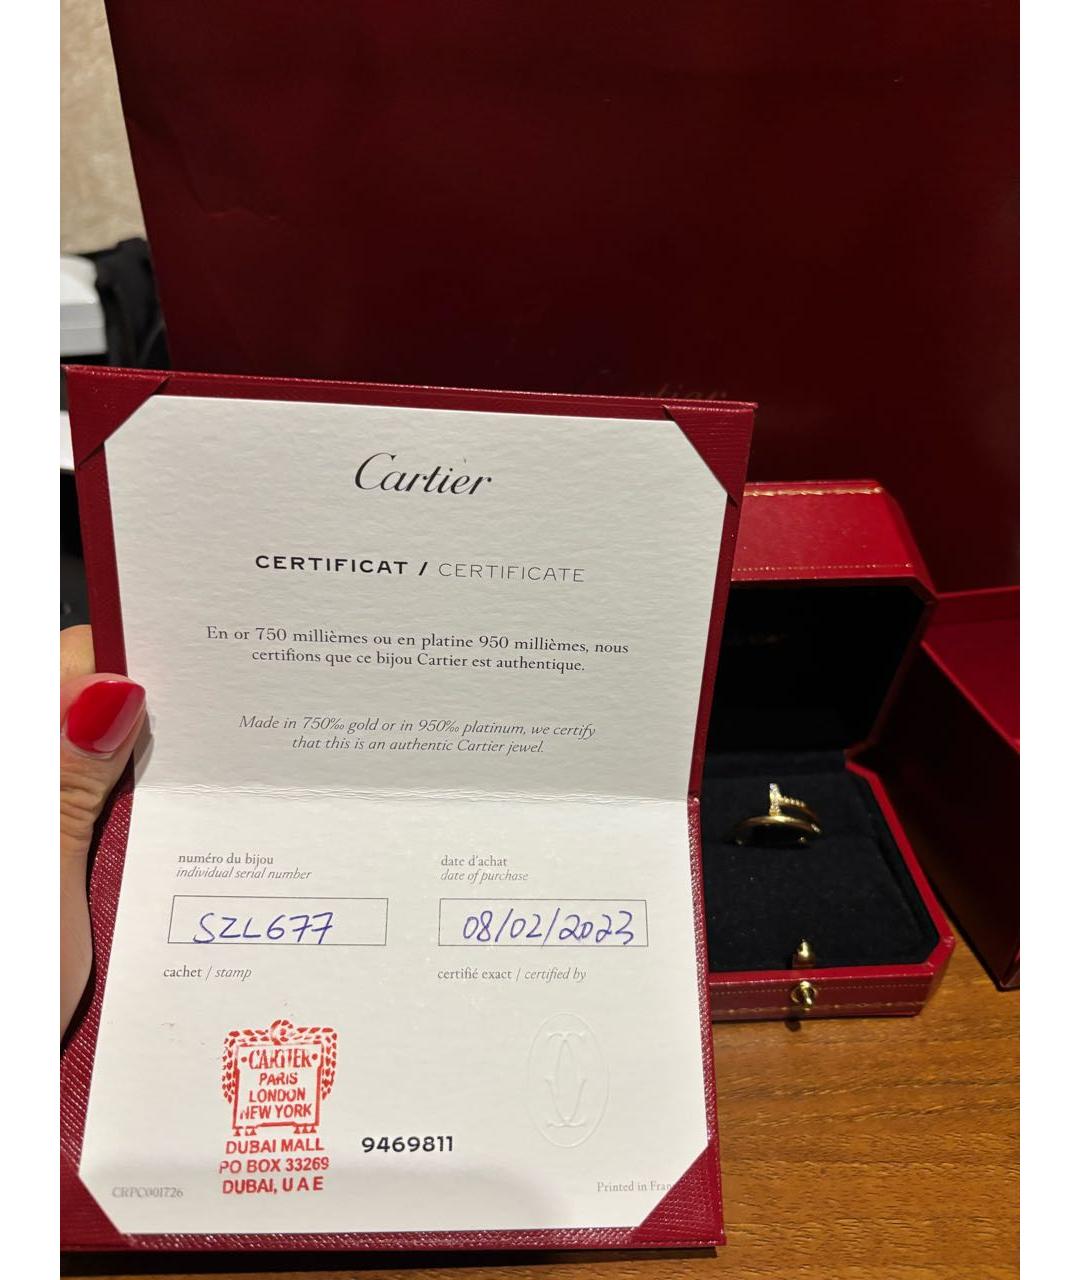 Cartier
CERTIFICAT / CERTIFICATE
En or 750 millièmes ou en platine 950 millièmes, nous
certifions que ce bijou Cartier est authentique.
Made in 750‰ gold or in 950‰ platinum, we certify
that this is an authentic Cartier jewel.
numéro du bijou
individual serial number
date d'achat
date of purchase
SZL677
08/02/2023
cachet / stamp
certifié exact / certified by
·CARTIER·
PARIS
LONDON
NEW YORK
DUBAI MALL
PO BOX 33269
DUBAI, U A E
9469811
CRPC001726
Printed in